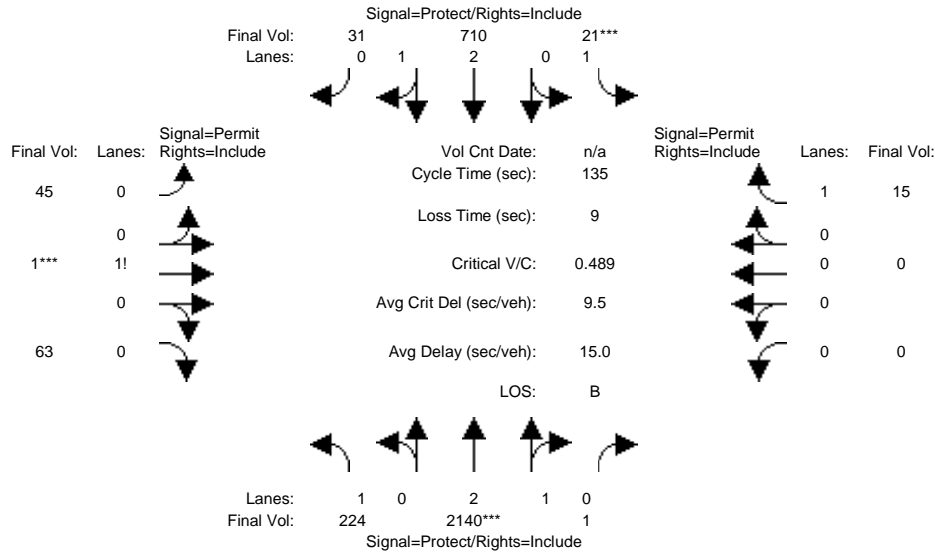 Signal=Protect/Rights=Include
Final Vol: 31 710 21***
Lanes: 0 1 2 0 1
Signal=Permit
Final Vol: Lanes: Rights=Include
Vol Cnt Date: n/a
Signal=Permit
Rights=Include Lanes: Final Vol:
Cycle Time (sec): 135
45 0
1 15
Loss Time (sec): 9
0
0
1*** 1!
Critical V/C: 0.489
0 0
0
Avg Crit Del (sec/veh): 9.5
0
63 0
Avg Delay (sec/veh): 15.0
0 0
LOS: B
Lanes: 1 0 2 1 0
Final Vol: 224 2140*** 1
Signal=Protect/Rights=Include